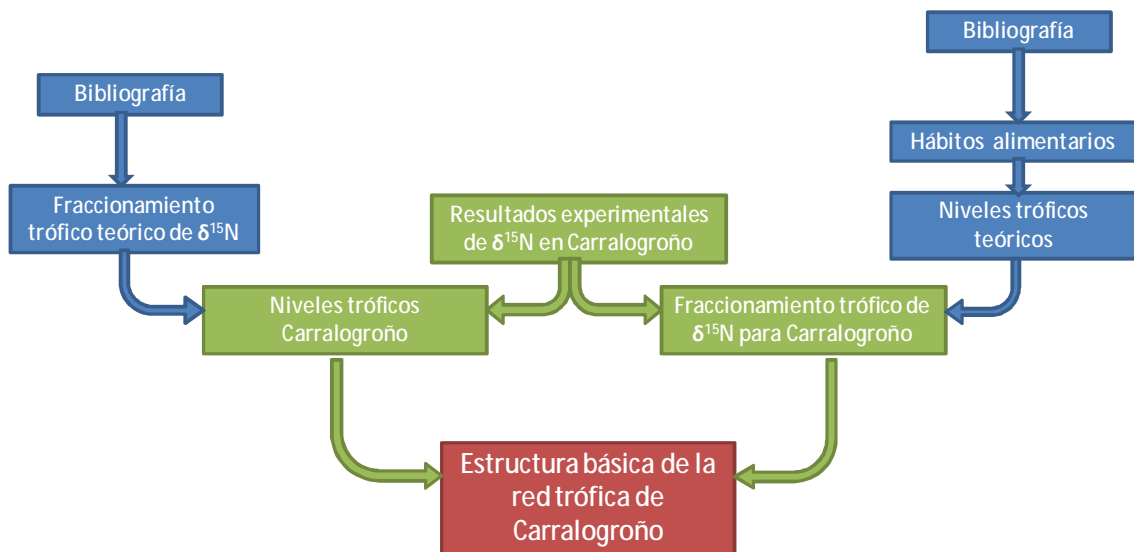 Bibliografía
Bibliografía
Hábitos alimentarios
Fraccionamiento
trófico teórico de δ¹⁵N
Resultados experimentales
de δ¹⁵N en Carralogroño
Niveles tróficos
teóricos
Niveles tróficos
Carralogroño
Fraccionamiento trófico de
δ¹⁵N para Carralogroño
Estructura básica de la
red trófica de
Carralogroño